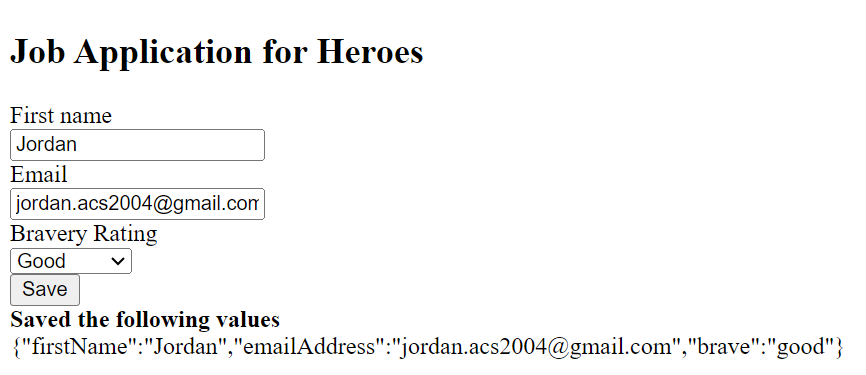 Job Application for Heroes
First name
Jordan
Email
jordan.acs2004@gmail.com
Bravery Rating
Good
Save
Saved the following values
{"firstName":"Jordan","emailAddress":"jordan.acs2004@gmail.com","brave":"good"}